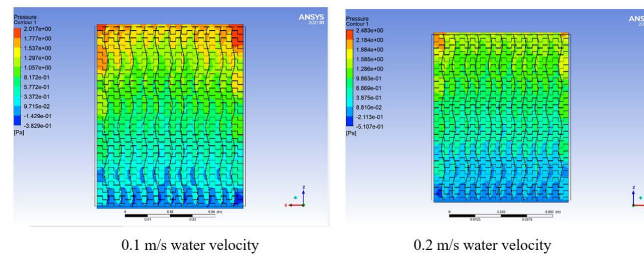 Pressure
Contour 1
2.017e+00
1.777e+00
1.537e+00
1.297e+00
1.057e+00
8.172e-01
5.772e-01
3.372e-01
9.715e-02
-1.429e-01
-3.829e-01
[Pa]
ANSYS
Pressure
Contour 1
2.483e+00
2.184e+00
1.884e+00
1.585e+00
1.286e+00
9.863e-01
6.869e-01
3.875e-01
8.810e-02
-2.113e-01
-5.107e-01
[Pa]
ANSYS
0.1 m/s water velocity
0.2 m/s water velocity